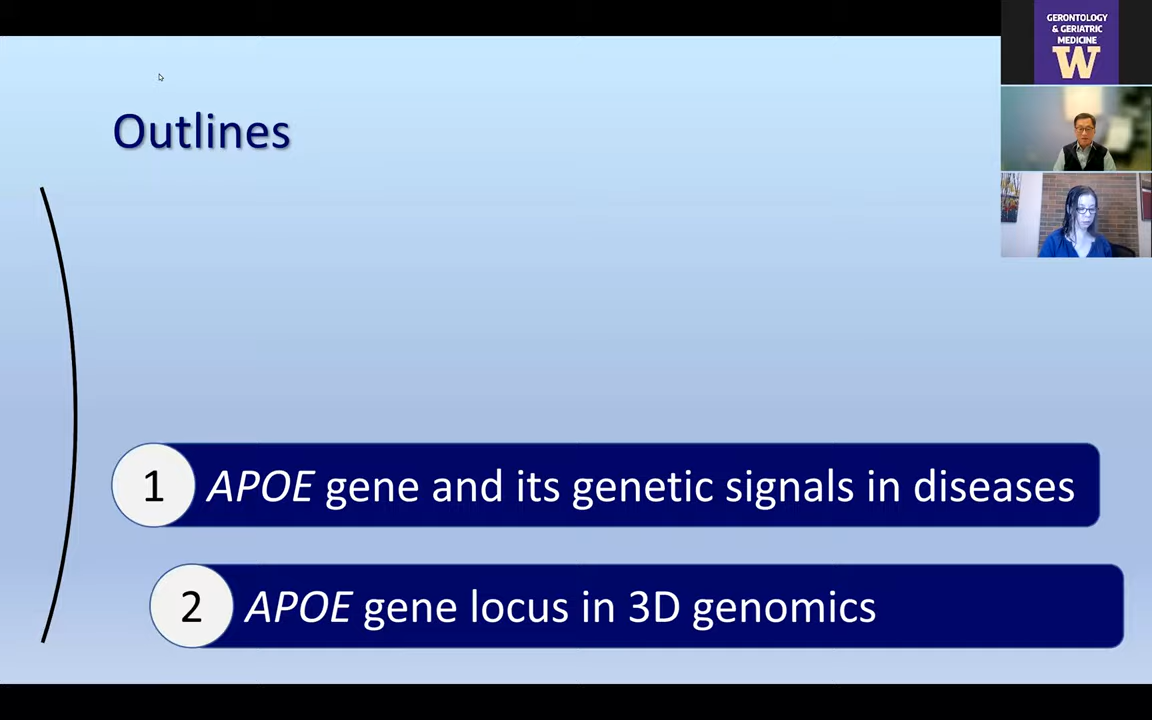 GERONTOLOGY
& GERIATRIC
MEDICINE
W
Outlines
1 APOE gene and its genetic signals in diseases
2 APOE gene locus in 3D genomics